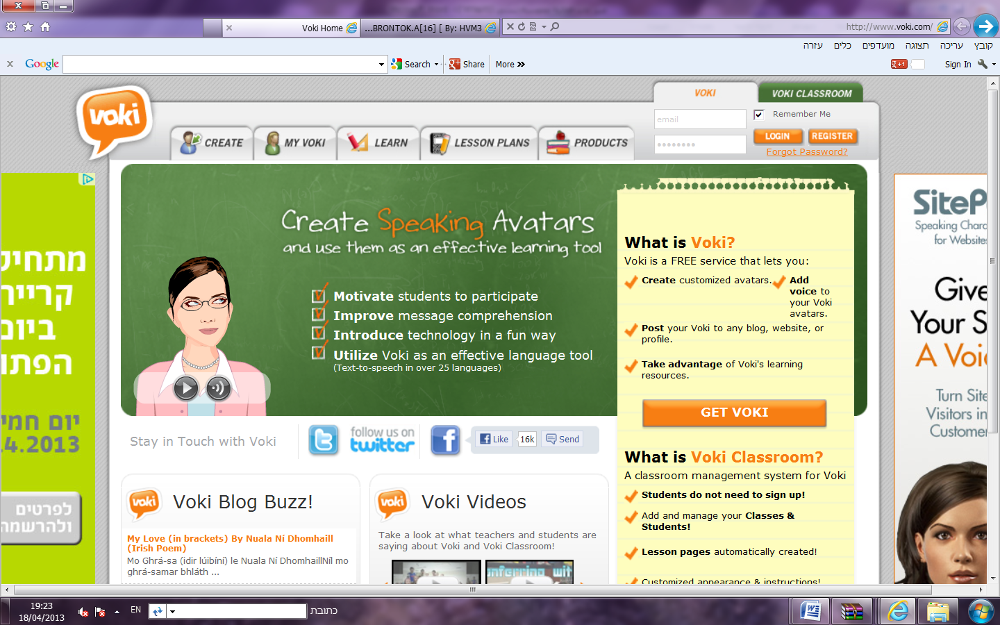 Voki Home
...BRONTOK.A[16] [ By: HVM3
http://www.voki.com/
קובץ עריכה תצוגה מועדפים כלים עזרה
Google
Search
Share
More »
+1
Sign In
voki
VOKI
VOKI CLASSROOM
email
Remember Me
LOGIN
REGISTER
Forgot Password?
CREATE
MY VOKI
LEARN
LESSON PLANS
PRODUCTS
Create Speaking Avatars
and use them as an effective learning tool
Motivate students to participate
Improve message comprehension
Introduce technology in a fun way
Utilize Voki as an effective language tool
(Text-to-speech in over 25 languages)
What is Voki?
Voki is a FREE service that lets you:
Create customized avatars.
Add
voice to
your Voki
avatars.
Post your Voki to any blog, website, or
profile.
Take advantage of Voki's learning
resources.
GET VOKI
What is Voki Classroom?
A classroom management system for Voki
Students do not need to sign up!
Add and manage your Classes &
Students!
Lesson pages automatically created!
Customized appearance & instructions!
Stay in Touch with Voki
follow us on
twitter
Like
16k
Send
voki
Voki Blog Buzz!
My Love (in brackets) By Nuala Ní Dhomhaill
(Irish Poem)
Mo Ghrá-sa (idir lúibíní) le Nuala Ní DhomhaillNíl mo
ghrá-samar bhláth ...
voki
Voki Videos
Take a look at what teachers and students are
saying about Voki and Voki Classroom!
onferring wit
מתחיל
קריי
ביום
הפתו
יום חמי
.4.2013
לפרטים
ולהרשמה
SiteP
Speaking Chara
for Websites
Give
Your S
A Voi
Turn Site
Visitors in
Custome
19:23
18/04/2013
EN
כתובת